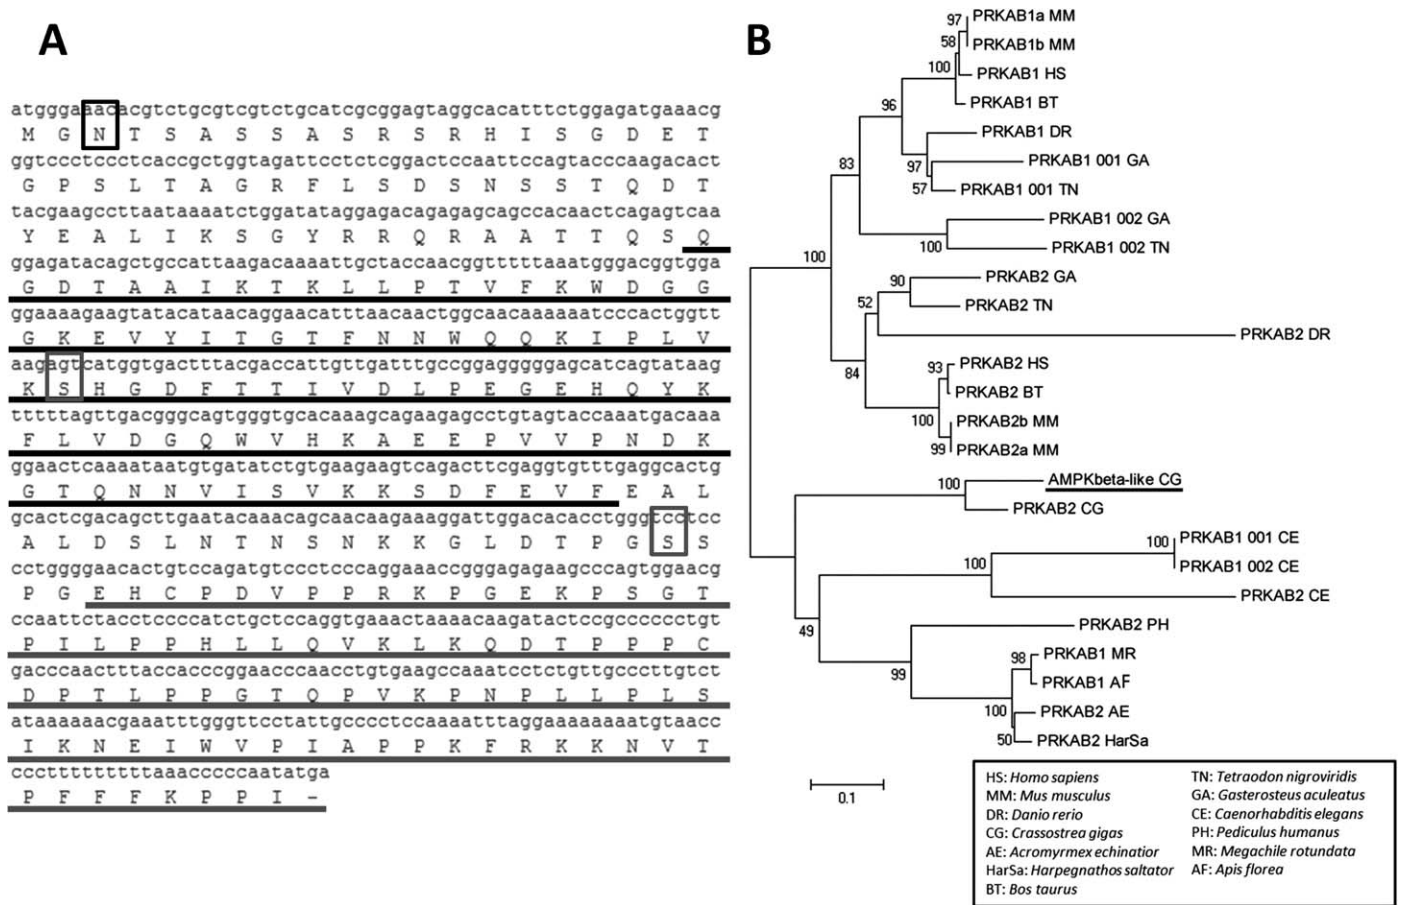 A
atgggaaacacgtctgcgtcgtctgcatcgcggagtaggcacatttctggagatgaaacg
M G N T S A S S A S R S R H I S G D E T
ggtccctccctcaccgctggtagattcctctcggactccaattccagtacccaagacact
G P S L T A G R F L S D S N S S T Q D T
tacgaagccttaataaaatctggatataggagacagagagcagccacaactcagagtcaa
Y E A L I K S G Y R R Q R A A T T Q S Q
ggagatacagctgccattaagacaaaattgctaccaacggtttttaaatgggacggtgga
G D T A A I K T K L L P T V F K W D G G
ggaaaagaagtatacataacaggaacatttaacaactggcaacaaaaaatcccactggtt
G K E V Y I T G T F N N W Q Q K I P L V
aagagtcatggtgactttacgaccattgttgatttgccggagggggagcatcagtataag
K S H G D F T T I V D L P E G E H Q Y K
tttttagttgacgggcagtgggtgcacaaagcagaagagcctgtagtaccaaatgacaaa
F L V D G Q W V H K A E E P V V P N D K
ggaactcaaaataatgtgatatctgtgaagaagtcagacttcgaggtgtttgaggcactg
G T Q N N V I S V K K S D F E V F E A L
gcactcgacagcttgaatacaaacagcaacaagaaaggattggacacacctgggtcctcc
A L D S L N T N S N K K G L D T P G S S
cctggggaacactgtccagatgtccctcccaggaaaccgggagagaagcccagtggaacg
P G E H C P D V P P R K P G E K P S G T
ccaattctacctccccatctgctccaggtgaaactaaaacaagatactccgcccccctgt
P I L P P H L L Q V K L K Q D T P P P C
gacccaactttaccacccggaacccaacctgtgaagccaaatcctctgttgcccttgtct
D P T L P P G T Q P V K P N P L L P L S
ataaaaaacgaaatttgggttcctattgcccctccaaaatttaggaaaaaaaatgtaacc
I K N E I W V P I A P P K F R K K N V T
cccttttttttttaaacccccaatatga
P F F F K P P I –
B
97
PRKAB1a MM
58
PRKAB1b MM
100
PRKAB1 HS
PRKAB1 BT
96
PRKAB1 DR
97
PRKAB1 001 GA
57
PRKAB1 001 TN
83
PRKAB1 002 GA
100
PRKAB1 002 TN
100
90
PRKAB2 GA
52
PRKAB2 TN
PRKAB2 DR
84
93
PRKAB2 HS
PRKAB2 BT
100
PRKAB2b MM
99
PRKAB2a MM
100
AMPKbeta-like CG
PRKAB2 CG
100
PRKAB1 001 CE
100
PRKAB1 002 CE
PRKAB2 CE
49
PRKAB2 PH
99
98
PRKAB1 MR
PRKAB1 AF
100
PRKAB2 AE
50
PRKAB2 HarSa
0.1
HS: Homo sapiens
MM: Mus musculus
DR: Danio rerio
CG: Crassostrea gigas
AE: Acromyrmex echinatior
HarSa: Harpegnathos saltator
BT: Bos taurus
TN: Tetraodon nigroviridis
GA: Gasterosteus aculeatus
CE: Caenorhabditis elegans
PH: Pediculus humanus
MR: Megachile rotundata
AF: Apis florea